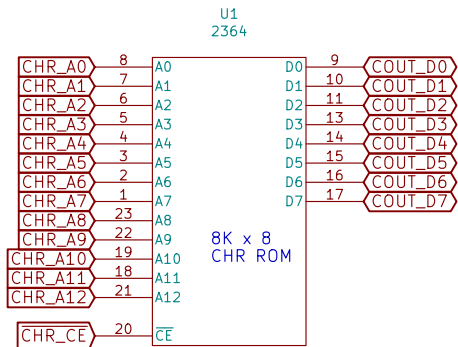 U1
2364
CHR_A0 8 A0 D0 9 COUT_D0
CHR_A1 7 A1 D1 10 COUT_D1
CHR_A2 6 A2 D2 11 COUT_D2
CHR_A3 5 A3 D3 13 COUT_D3
CHR_A4 4 A4 D4 14 COUT_D4
CHR_A5 3 A5 D5 15 COUT_D5
CHR_A6 2 A6 D6 16 COUT_D6
CHR_A7 1 A7 D7 17 COUT_D7
CHR_A8 23 A8
CHR_A9 22 A9 8K x 8
CHR_A10 19 A10 CHR ROM
CHR_A11 18 A11
CHR_A12 21 A12
CHR_CE 20 CE